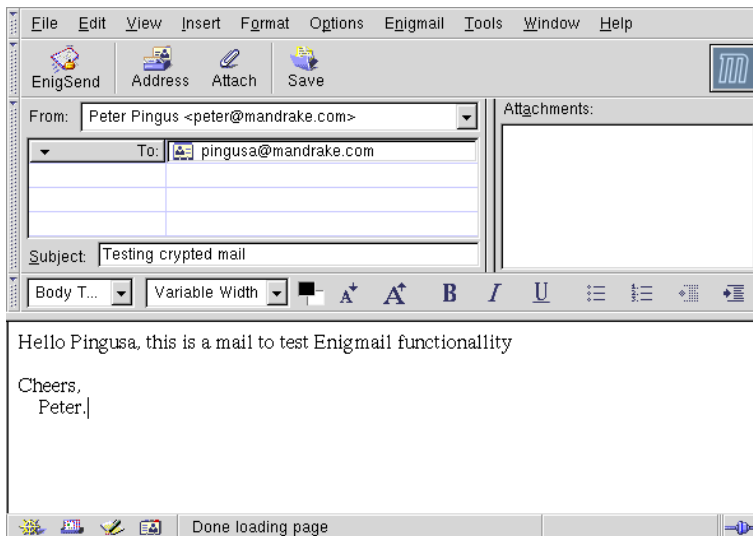 File Edit View Insert Format Options Enigmail Tools Window Help
EnigSend Address Attach Save
From: Peter Pingus <peter@mandrake.com>
Attachments:
To: pingusa@mandrake.com
Subject: Testing crypted mail
Body T... Variable Width A A B I U
Hello Pingusa, this is a mail to test Enigmail functionallity
Cheers,
Peter.
Done loading page